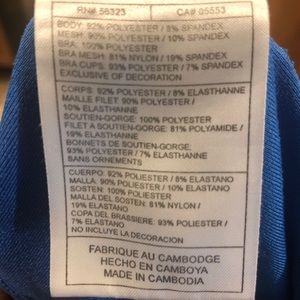 RN# 56323 CA# 05553
BODY: 92% POLYESTER / 8% SPANDEX
MESH: 90% POLYESTER / 10% SPANDEX
BRA: 100% POLYESTER
BRA MESH: 81% NYLON / 19% SPANDEX
BRA CUPS: 93% POLYESTER / 7% SPANDEX
EXCLUSIVE OF DECORATION
CORPS: 92% POLYESTER / 8% ELASTHANNE
MAILLE FILET: 90% POLYESTER /
10% ELASTHANNE
SOUTIEN-GORGE: 100% POLYESTER
FILET A SOUTIEN-GORGE: 81% POLYAMIDE /
19% ELASTHANNE
BONNETS DE SOUTIEN-GORGE:
93% POLYESTER / 7% ELASTHANNE
SANS ORNEMENTS
CUERPO: 92% POLIESTER / 8% ELASTANO
MALLA: 90% POLIESTER / 10% ELASTANO
SOSTEN: 100% POLIESTER
MALLA DEL SOSTEN: 81% NYLON /
19% ELASTANO
COPA DEL BRASSIERE: 93% POLIESTER /
7% ELASTANO
NO INCLUYE LA DECORACION
FABRIQUE AU CAMBODGE
HECHO EN CAMBOYA
MADE IN CAMBODIA